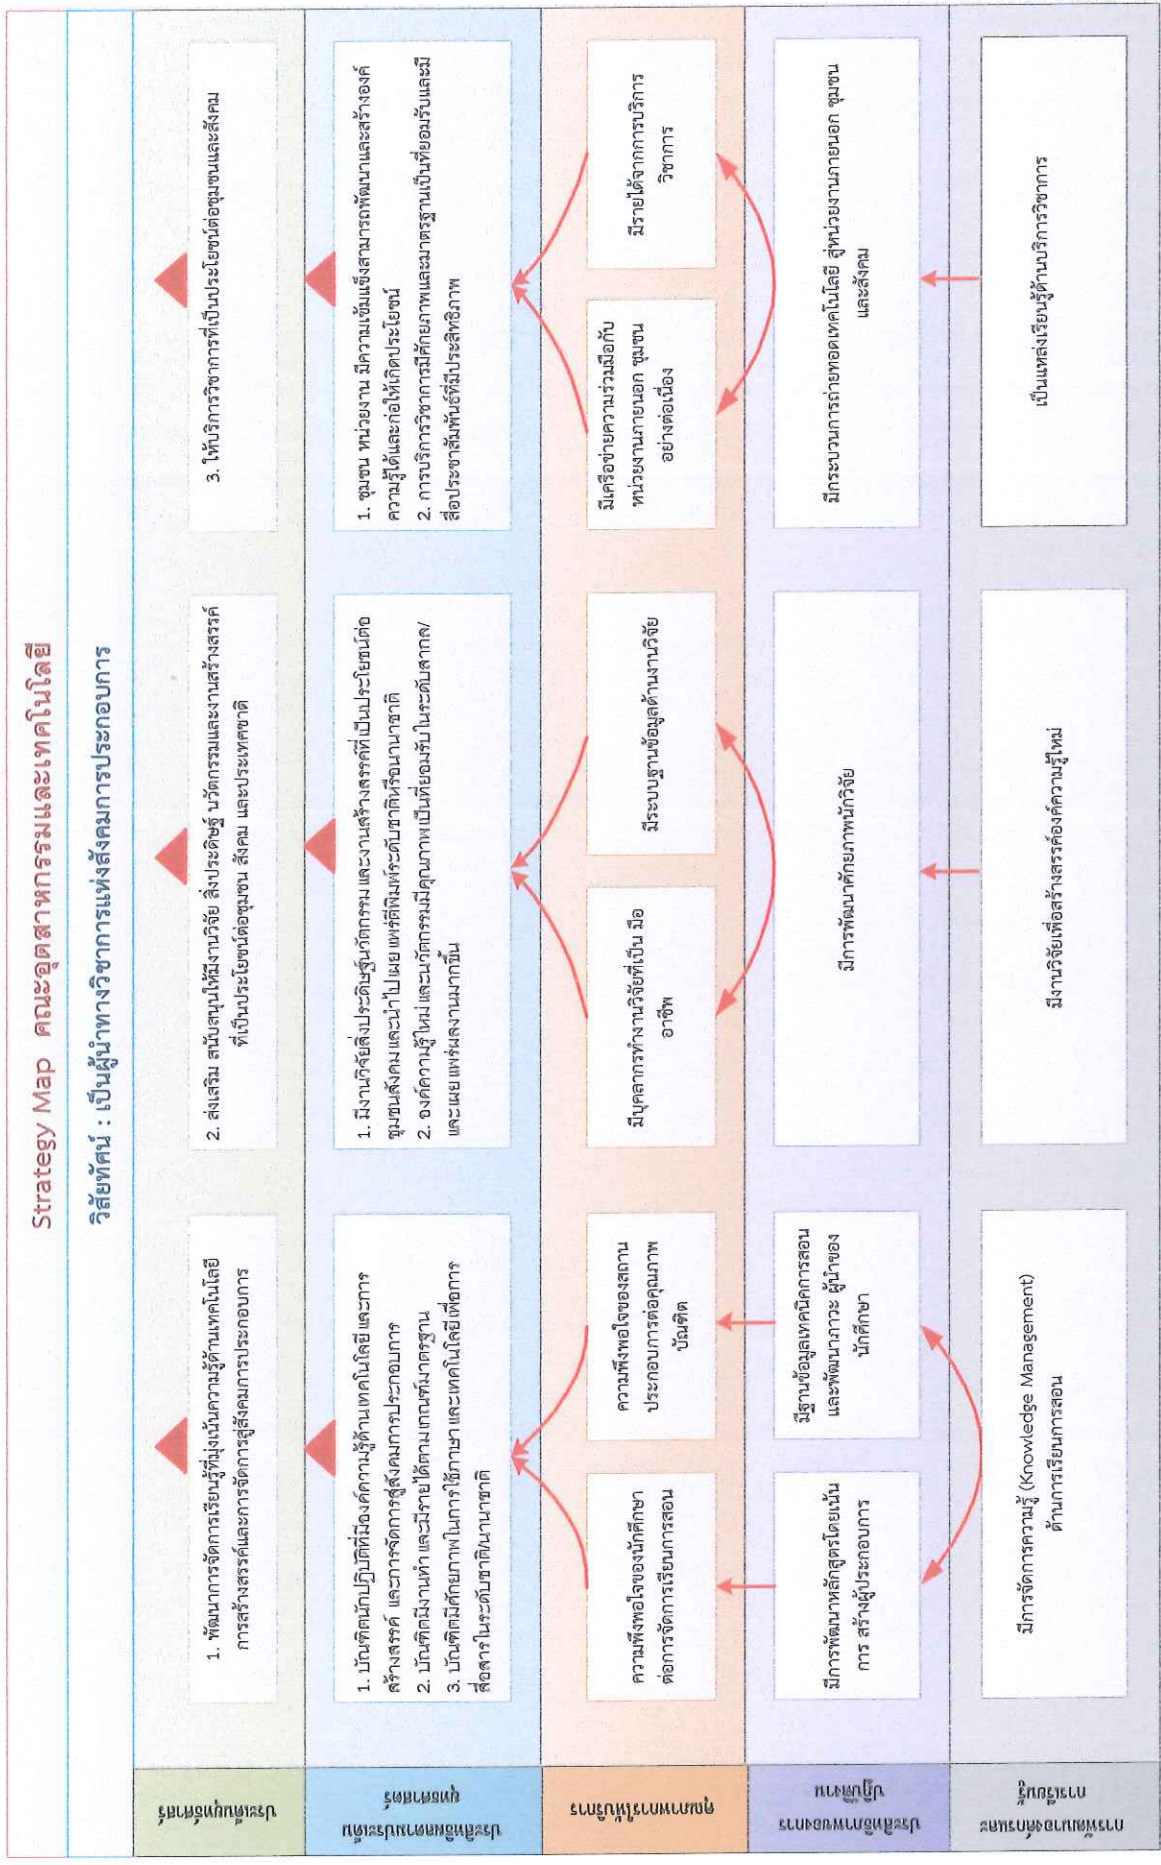 Strategy Map คณะอุตสาหกรรมและเทคโนโลยี
วิสัยทัศน์ : เป็นผู้นำทางวิชาการแห่งสังคมการประกอบการ
ประเด็นยุทธ์ศาสตร์
1. พัฒนาการจัดการเรียนรู้ที่มุ่งเน้นความรู้ด้านเทคโนโลยี
การสร้างสรรค์และการจัดการสู่สังคมการประกอบการ
2. ส่งเสริม สนับสนุนให้มีงานวิจัย สิ่งประดิษฐ์ นวัตกรรมและงานสร้างสรรค์
ที่เป็นประโยชน์ต่อชุมชน สังคม และประเทศชาติ
3. ให้บริการวิชาการที่เป็นประโยชน์ต่อชุมชนและสังคม
ประสิทธิผลตามประเด็น
ยุทธศาสตร์
1. บัณฑิตนักปฏิบัติที่มีองค์ความรู้ด้านเทคโนโลยี และการ
สร้างสรรค์ และการจัดการสู่สังคมการประกอบการ
2. บัณฑิตมีงานทำและมีรายได้ตามเกณฑ์มาตรฐาน
3. บัณฑิตมีศักยภาพในการใช้ภาษา และเทคโนโลยีเพื่อการ
สื่อสารในระดับชาติ/นานาชาติ
1. มีงานวิจัยสิ่งประดิษฐ์นวัตกรรม และงานสร้างสรรค์ที่เป็นประโยชน์ต่อ
ชุมชนสังคม และนำไปเผยแพร่ตีพิมพ์ระดับชาติหรือนานาชาติ
2. องค์ความรู้ใหม่ และนวัตกรรมมีคุณภาพเป็นที่ยอมรับในระดับสากล/
และเผยแพร่ผลงานมากขึ้น
1. ชุมชน หน่วยงาน มีความเข้มแข็งสามารถพัฒนาและสร้างองค์
ความรู้ได้และก่อให้เกิดประโยชน์
2. การบริการวิชาการมีศักยภาพและมาตรฐานเป็นที่ยอมรับและมี
สื่อประชาสัมพันธ์ที่มีประสิทธิภาพ
คุณภาพการให้บริการ
ความพึงพอใจของนักศึกษา
ต่อการจัดการเรียนการสอน
ความพึงพอใจของสถาน
ประกอบการต่อคุณภาพ
บัณฑิต
มีบุคลากรทำงานวิจัยที่เป็น มือ
อาชีพ
มีระบบฐานข้อมูลด้านงานวิจัย
มีเครือข่ายความร่วมมือกับ
หน่วยงานภายนอก ชุมชน
อย่างต่อเนื่อง
มีรายได้จากการบริการ
วิชาการ
ประสิทธิภาพของการ
ปฏิบัติงาน
มีการพัฒนาหลักสูตรโดยเน้น
การ สร้างผู้ประกอบการ
มีฐานข้อมูลเทคนิคการสอน
และพัฒนาภาวะ ผู้นำของ
นักศึกษา
มีการพัฒนาศักยภาพนักวิจัย
มีกระบวนการถ่ายทอดเทคโนโลยี สู่หน่วยงานภายนอก ชุมชน
และสังคม
การพัฒนาองค์กรและ
การเรียนรู้
มีการจัดการความรู้ (Knowledge Management)
ด้านการเรียนการสอน
มีงานวิจัยเพื่อสร้างสรรค์องค์ความรู้ใหม่
เป็นแหล่งเรียนรู้ด้านบริการวิชาการ